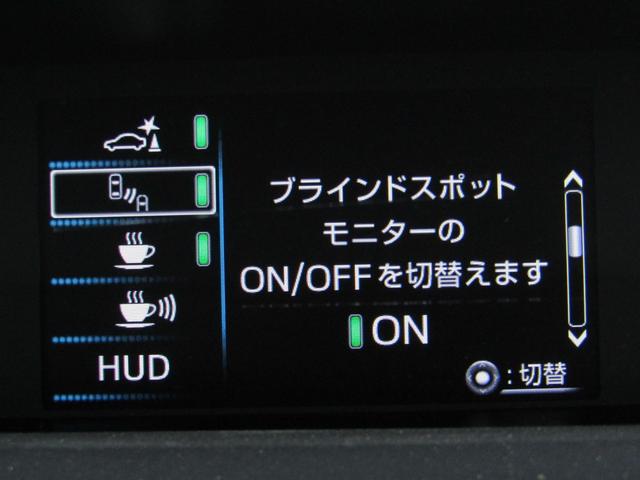 ブラインドスポット
モニターの
ON/OFFを切替えます
ON
HUD
:切替